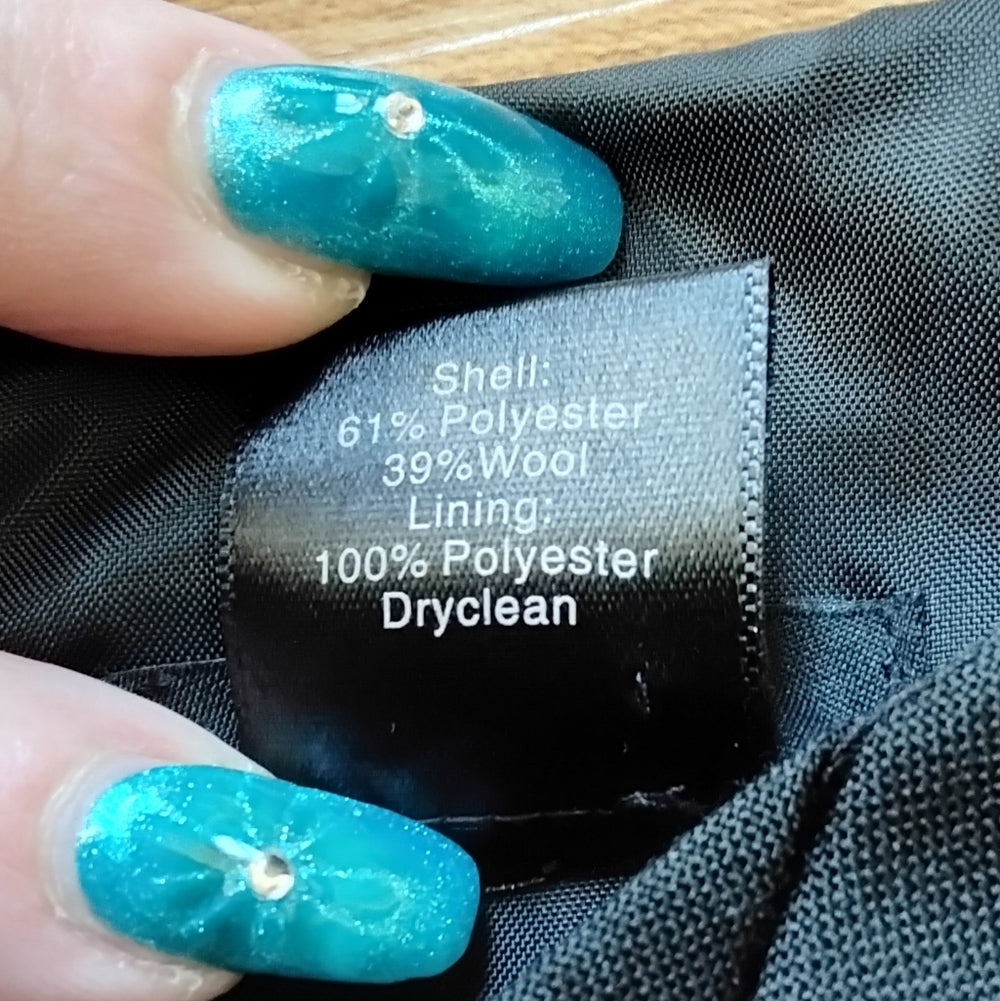 Shell:
61% Polyester
39%Wool
Lining:
100% Polyester
Dryclean